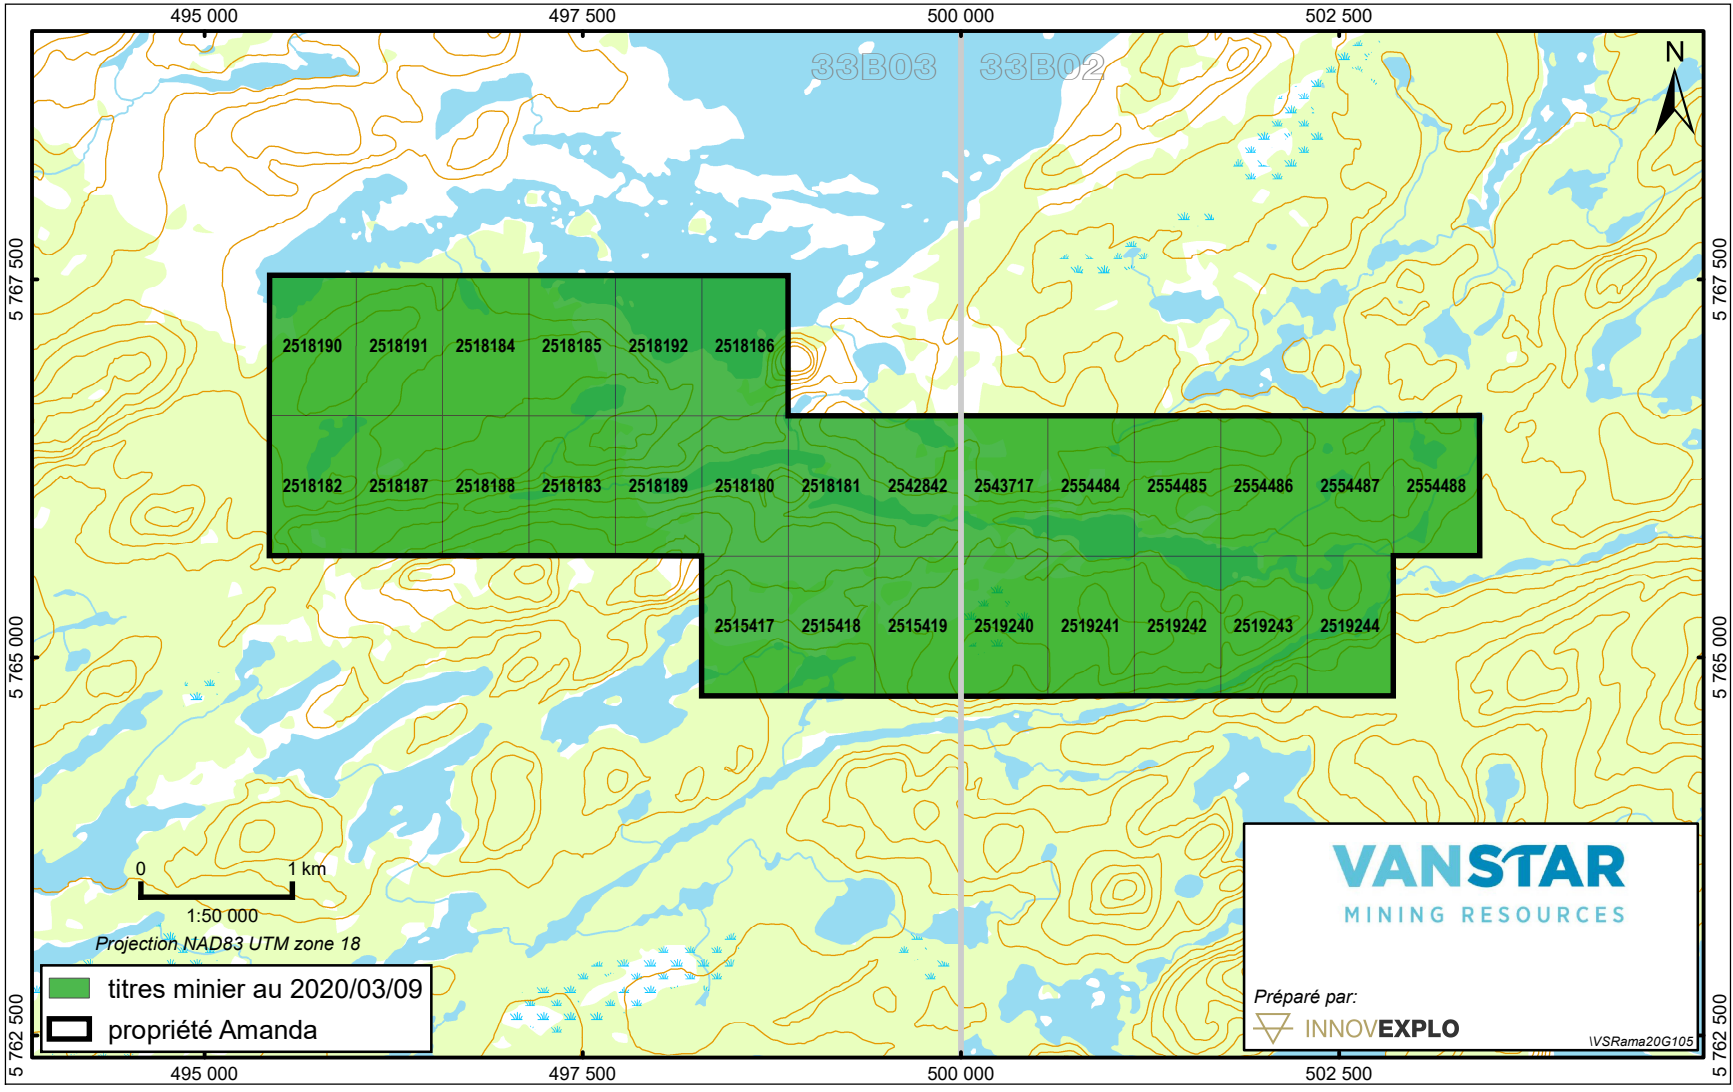 495 000 497 500 500 000 502 500
33B03 33B02
N
5 767 500 5 767 500
2518190 2518191 2518184 2518185 2518192 2518186
2518182 2518187 2518188 2518183 2518189 2518180 2518181 2542842 2543717 2554484 2554485 2554486 2554487 2554488
2515417 2515418 2515419 2519240 2519241 2519242 2519243 2519244
5 765 000 5 765 000
0 1 km
1:50 000
Projection NAD83 UTM zone 18
titres minier au 2020/03/09
propriété Amanda
VANSTAR
MINING RESOURCES
Préparé par:
INNOVEXPLO
\VSRama20G105
5 762 500 5 762 500
495 000 497 500 500 000 502 500